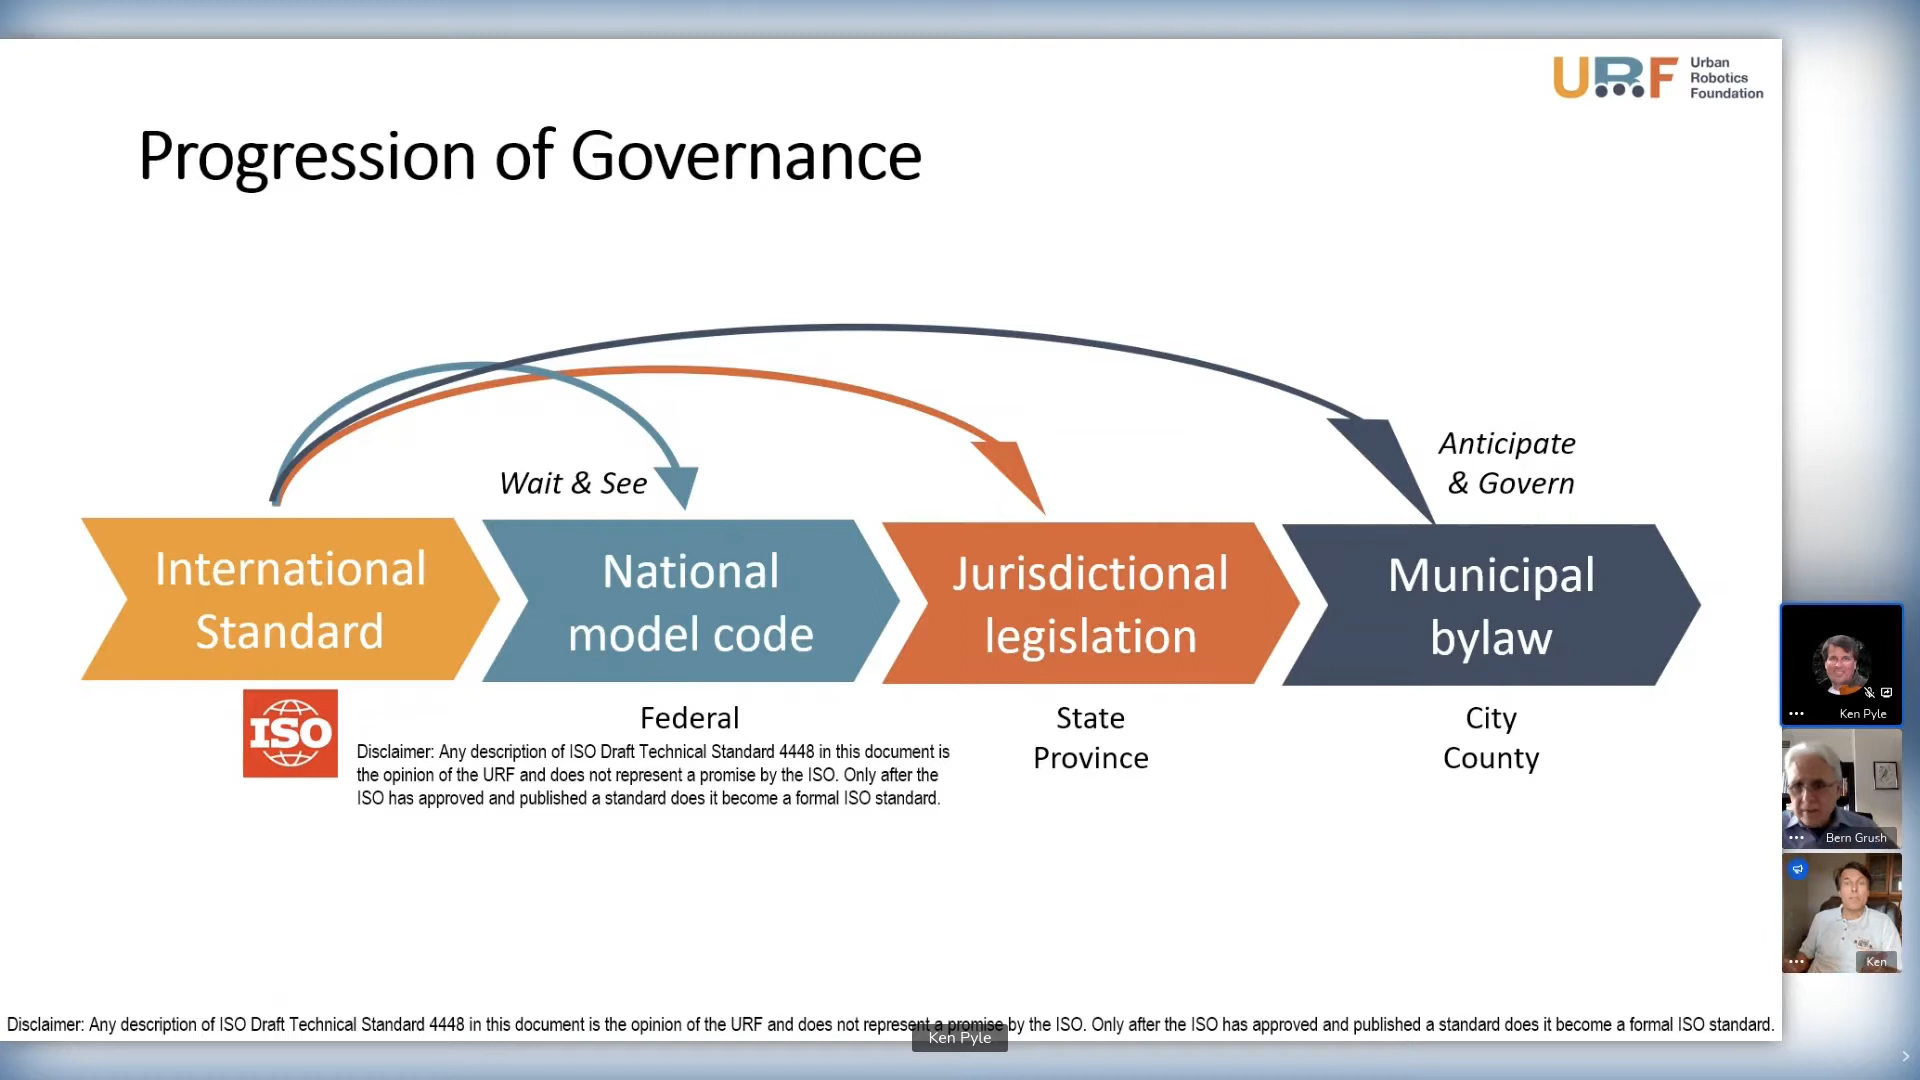 URF
Urban
Robotics
Foundation
Progression of Governance
Wait & See
Anticipate
& Govern
International
Standard
National
model code
Jurisdictional
legislation
Municipal
bylaw
ISO
Federal
State
Province
City
County
Disclaimer: Any description of ISO Draft Technical Standard 4448 in this document is
the opinion of the URF and does not represent a promise by the ISO. Only after the
ISO has approved and published a standard does it become a formal ISO standard.
Ken Pyle
Bern Grush
Ken
Disclaimer: Any description of ISO Draft Technical Standard 4448 in this document is the opinion of the URF and does not represent a promise by the ISO. Only after the ISO has approved and published a standard does it become a formal ISO standard.
Ken Pyle